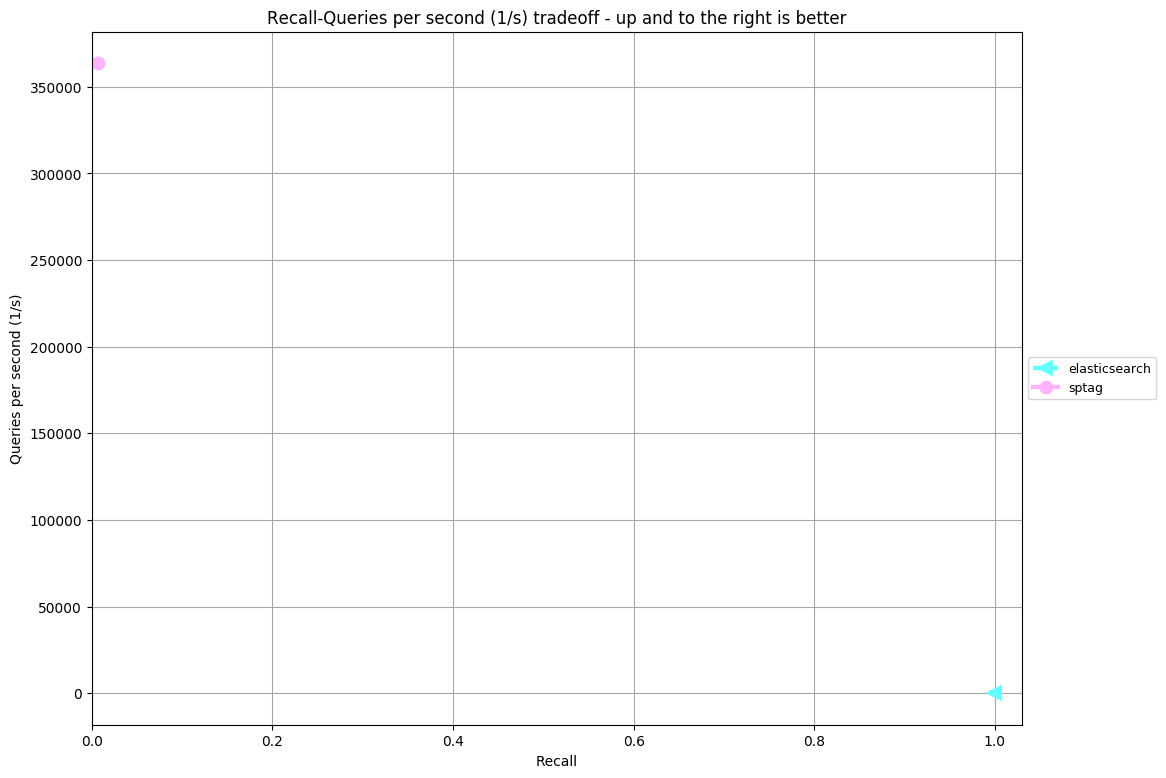 Recall-Queries per second (1/s) tradeoff - up and to the right is better
350000
300000
250000
200000
150000
100000
50000
0
Queries per second (1/s)
0.0 0.2 0.4 0.6 0.8 1.0
Recall
elasticsearch
sptag